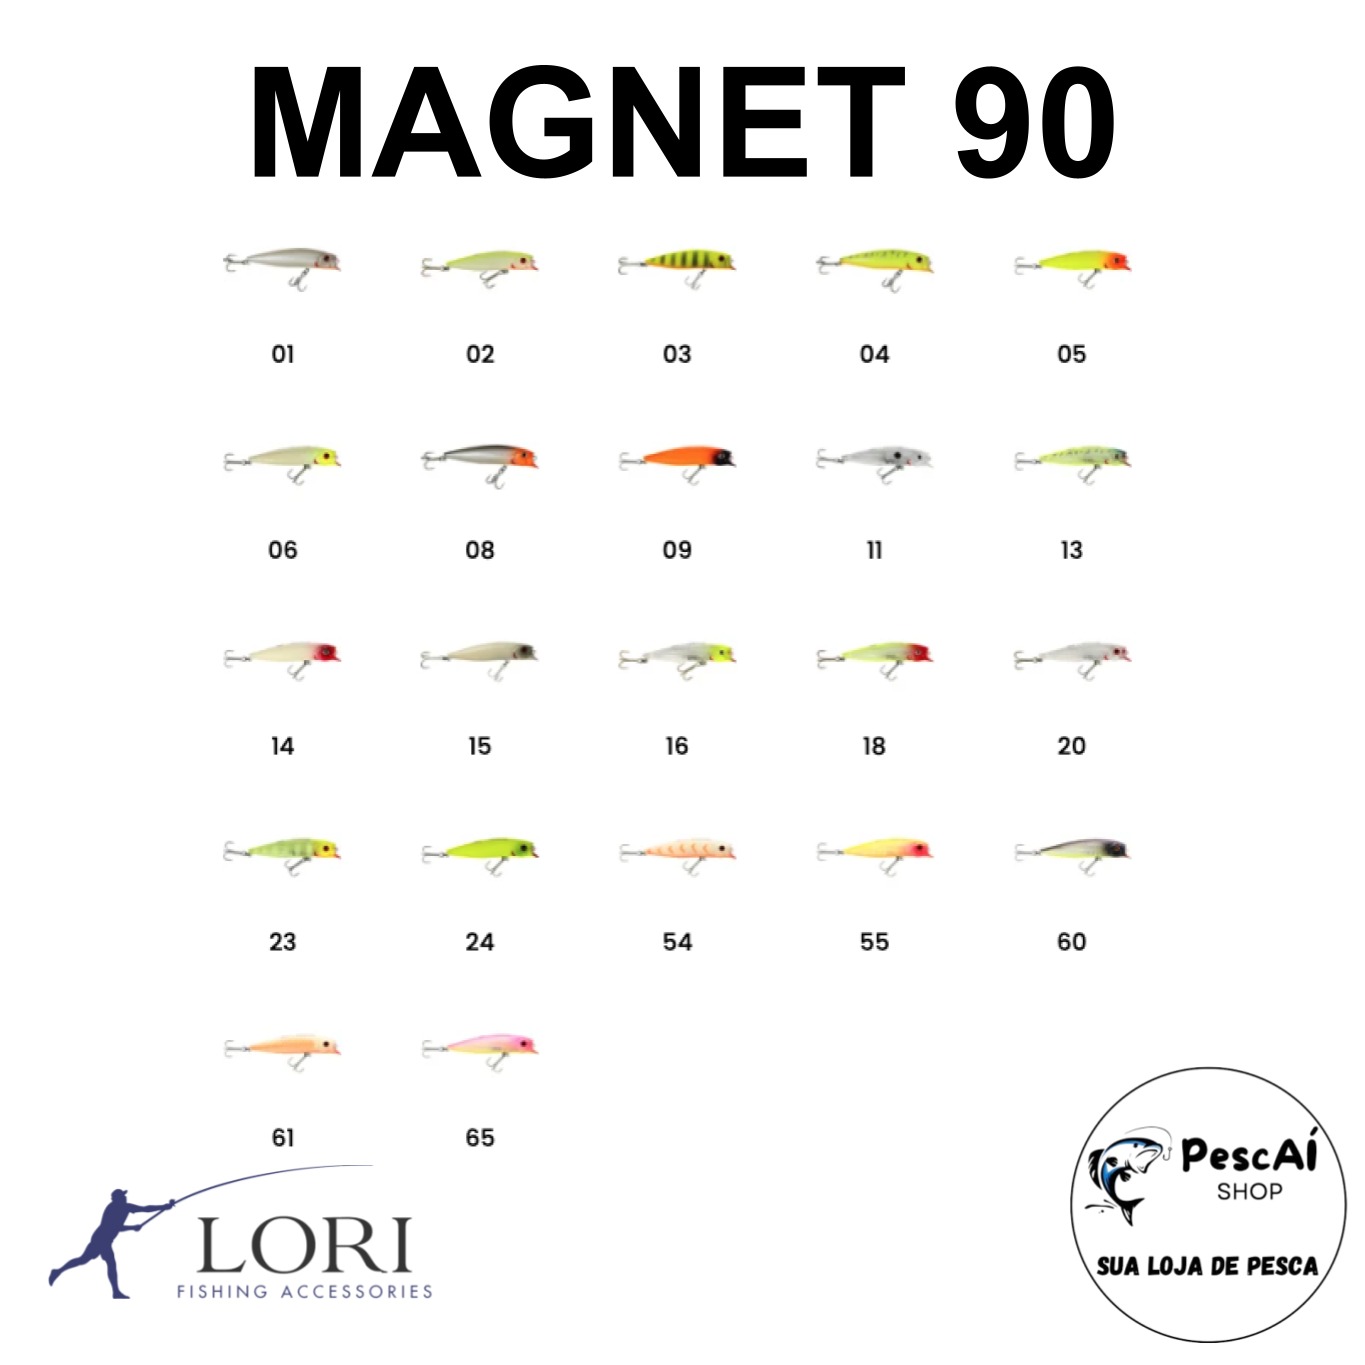 MAGNET 90
01 02 03 04 05
06 08 09 11 13
14 15 16 18 20
23 24 54 55 60
61 65
LORI
FISHING ACCESSORIES
PescAÍ
SHOP
SUA LOJA DE PESCA